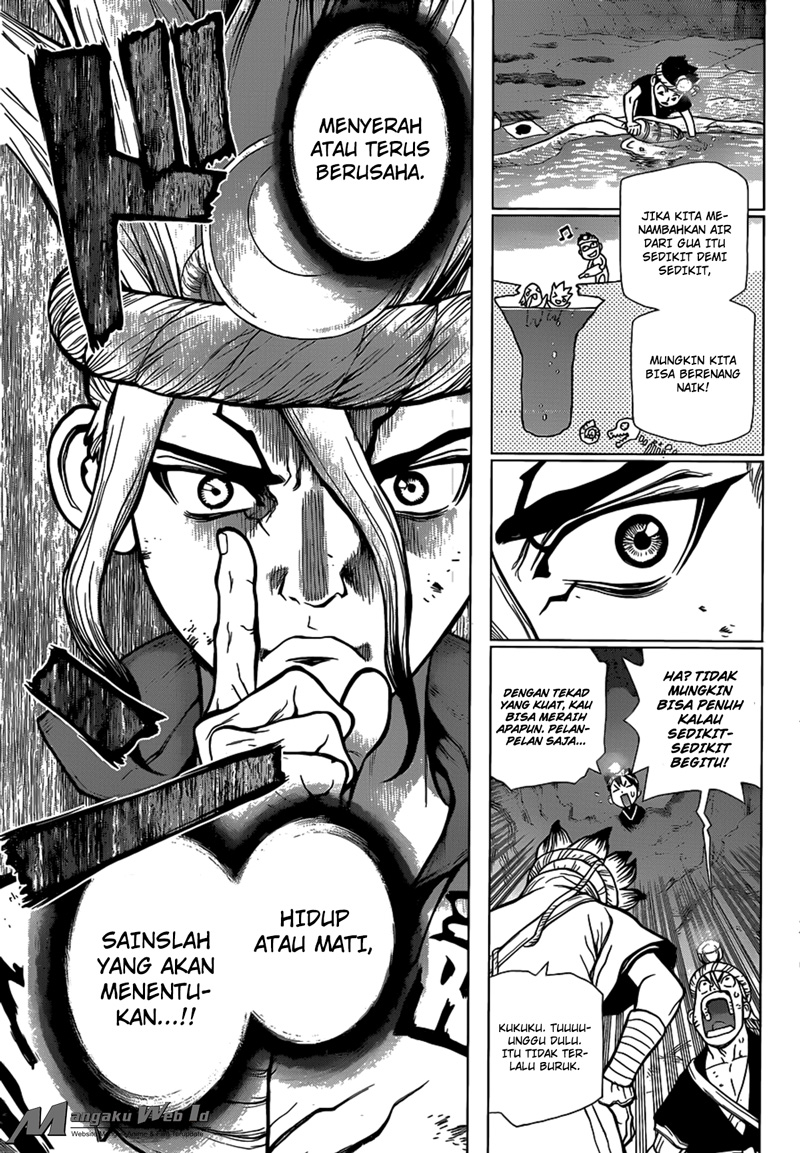 JIKA KITA ME-
NAMBAHKAN AIR
DARI GUA ITU
SEDIKIT DEMI
SEDIKIT,
MUNGKIN KITA
BISA BERENANG
NAIK!
HA? TIDAK
MUNGKIN
BISA PENUH
KALAU
SEDIKIT-
SEDIKIT
BEGITU!
DENGAN TEKAD
YANG KUAT, KAU
BISA MERAIH
APAPUN. PELAN-
PELAN SAJA...
KUKUKU. TUUUU-
UNGGU DULU.
ITU TIDAK TER-
LALU BURUK.
MENYERAH
ATAU TERUS
BERUSAHA.
HIDUP
ATAU MATI,
SAINSLAH
YANG AKAN
MENENTU-
KAN...!!
ド
Mangaku Web Id